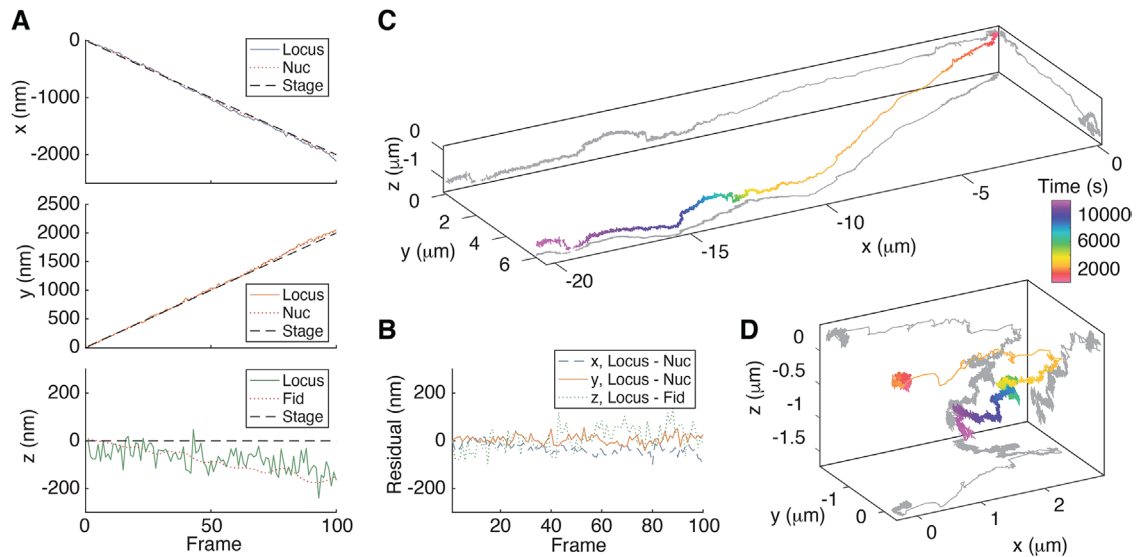 A
0
-1000
-2000
x (nm)
Locus
Nuc
Stage
2500
2000
1500
1000
500
0
y (nm)
Locus
Nuc
Stage
200
0
-200
z (nm)
Locus
Fid
Stage
0
50
100
Frame
B
200
0
-200
Residual (nm)
x, Locus - Nuc
y, Locus - Nuc
z, Locus - Fid
20
40
60
80
100
Frame
C
0
-1
z (μm)
0
2
4
6
y (μm)
-20
-15
-10
-5
0
x (μm)
Time (s)
10000
6000
2000
D
0
-0.5
-1
-1.5
z (μm)
-1
0
y (μm)
0
1
2
x (μm)